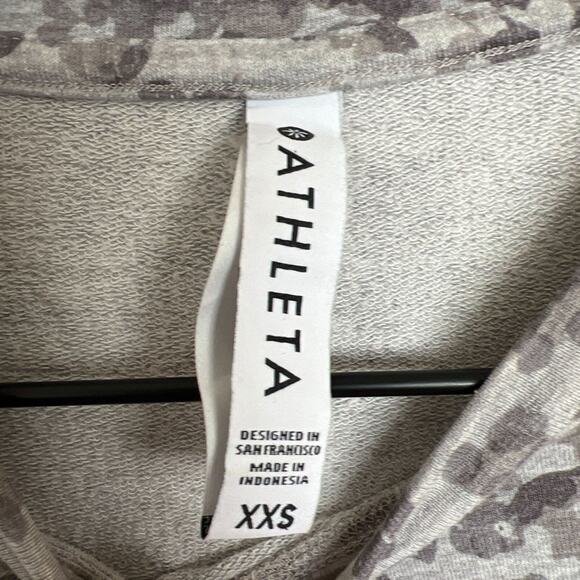 ATHLETA
DESIGNED IN
SAN FRANCISCO
MADE IN
INDONESIA
XXS